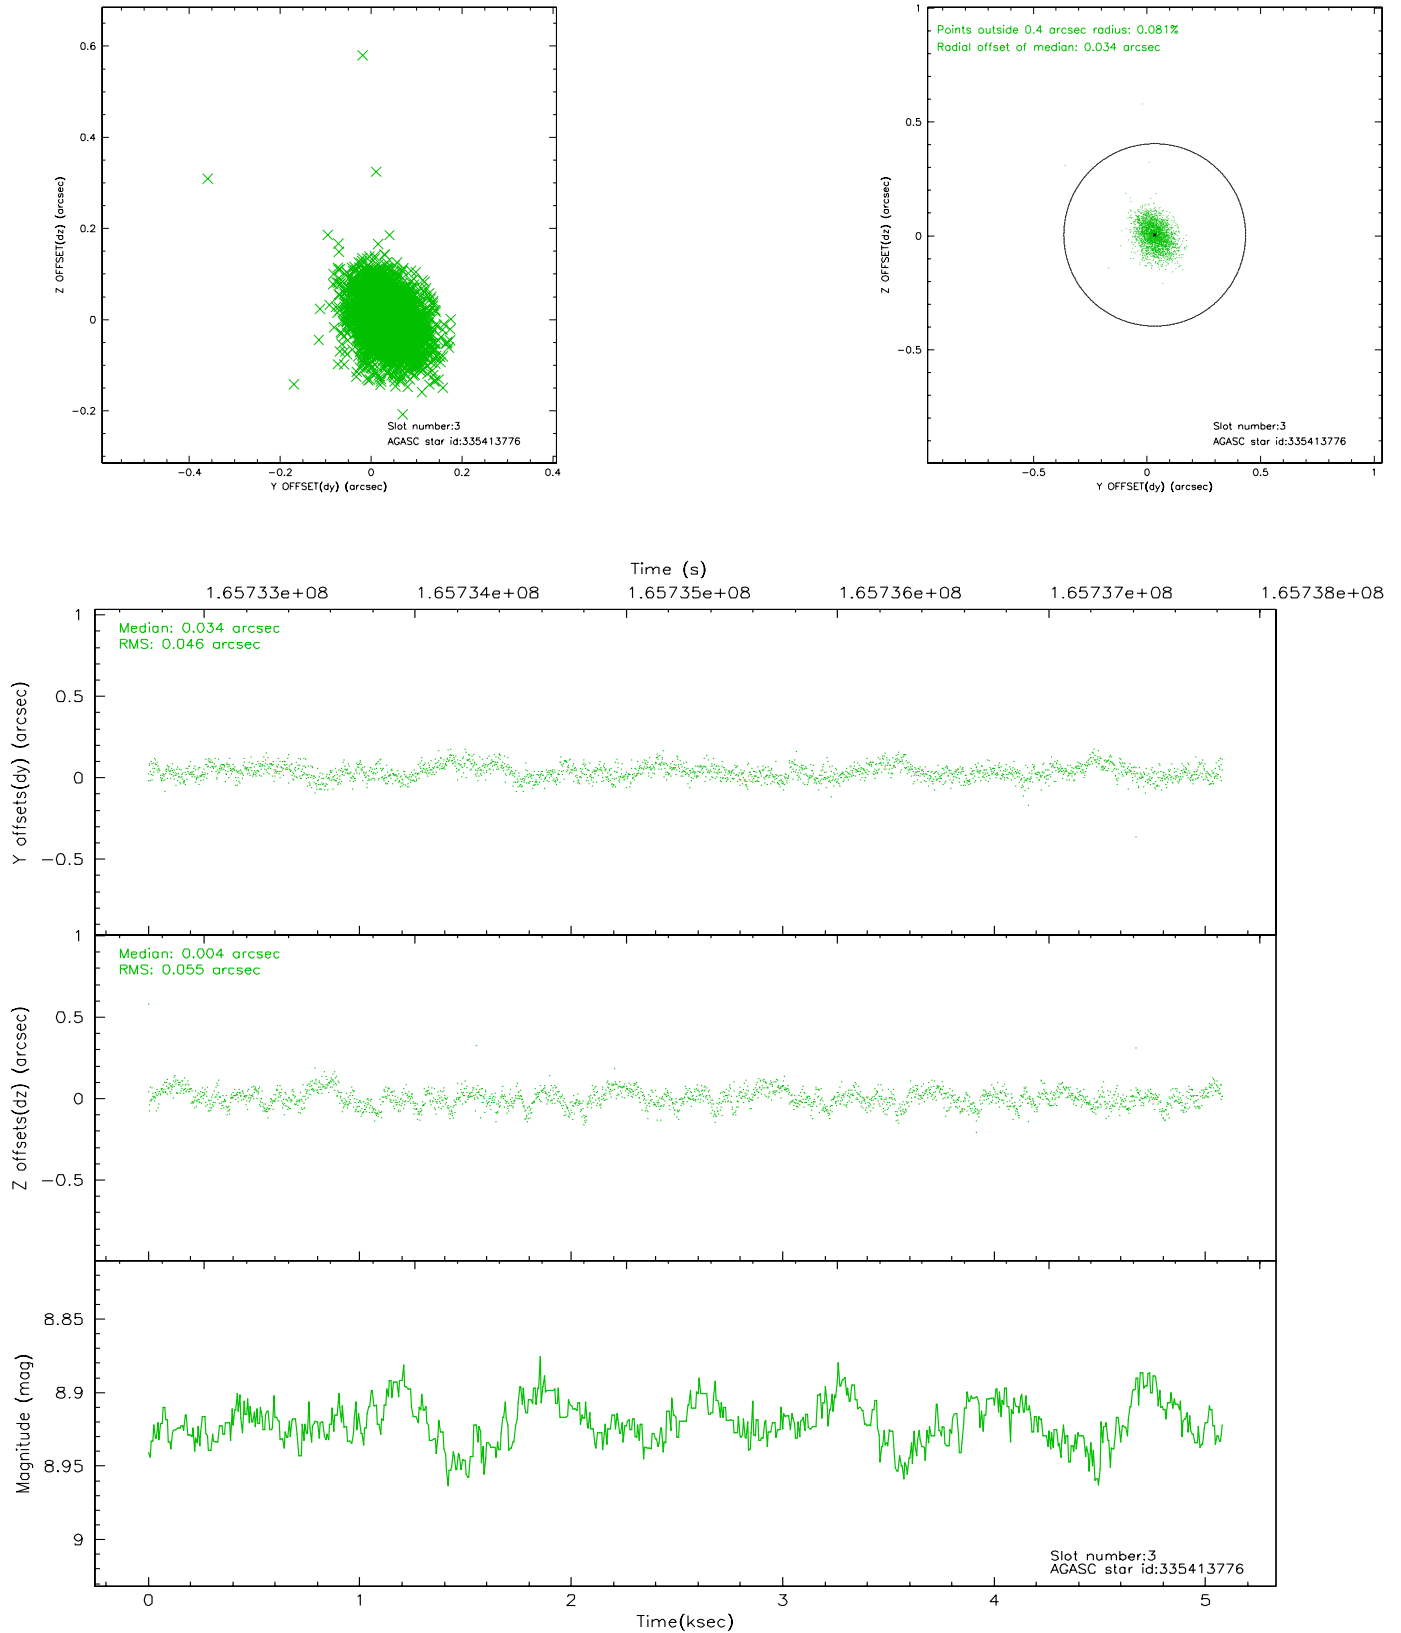 0.6
0.4
0.2
0
−0.2
Z OFFSET(dz) (arcsec)
Slot number:3
AGASC star id:335413776
−0.4 −0.2 0 0.2 0.4
Y OFFSET(dy) (arcsec)
Points outside 0.4 arcsec radius: 0.081%
Radial offset of median: 0.034 arcsec
1
0.5
0
−0.5
Z OFFSET(dz) (arcsec)
Slot number:3
AGASC star id:335413776
−0.5 0 0.5 1
Y OFFSET(dy) (arcsec)
Time (s)
1.65733e+08 1.65734e+08 1.65735e+08 1.65736e+08 1.65737e+08 1.65738e+08
Median: 0.034 arcsec
RMS: 0.046 arcsec
1
0.5
0
−0.5
Y offsets(dy) (arcsec)
Median: 0.004 arcsec
RMS: 0.055 arcsec
1
0.5
0
−0.5
Z offsets(dz) (arcsec)
8.85
8.9
8.95
9
Magnitude (mag)
Slot number:3
AGASC star id:335413776
0 1 2 3 4 5
Time(ksec)